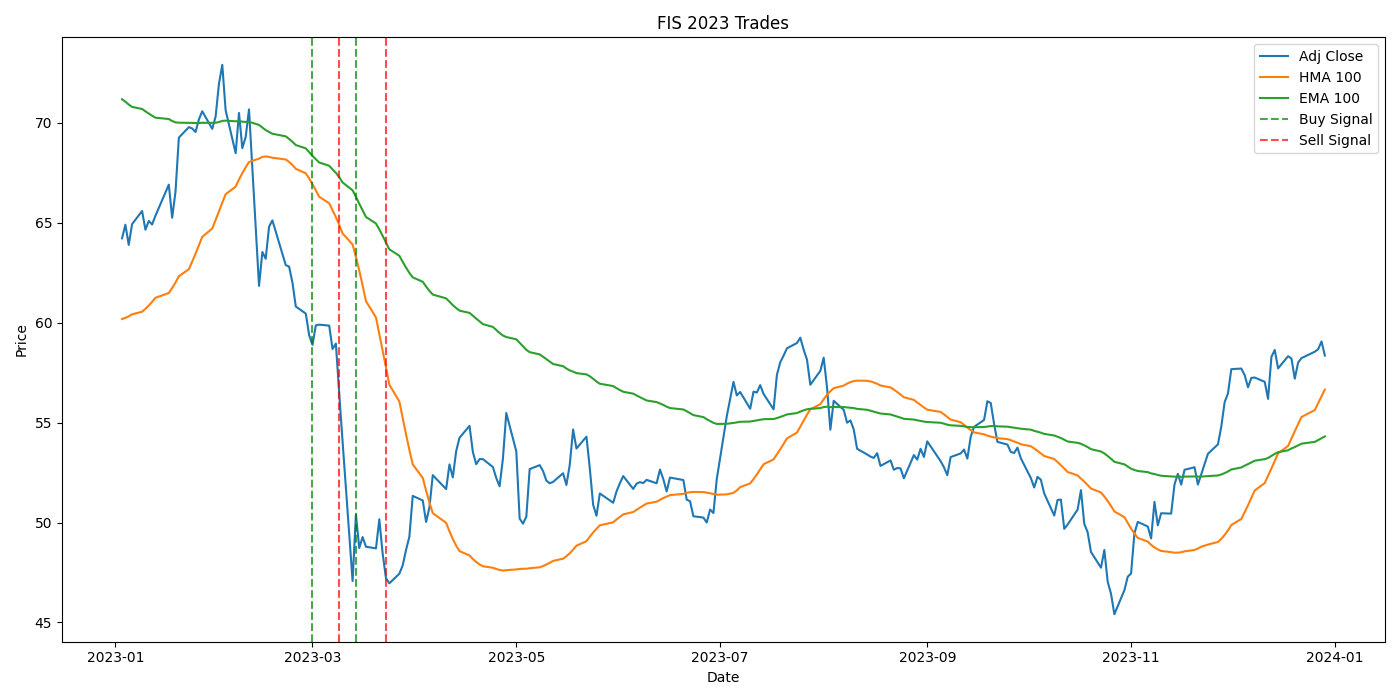 FIS 2023 Trades
Adj Close
HMA 100
EMA 100
Buy Signal
Sell Signal
Price
70
65
60
55
50
45
2023-01
2023-03
2023-05
2023-07
2023-09
2023-11
2024-01
Date